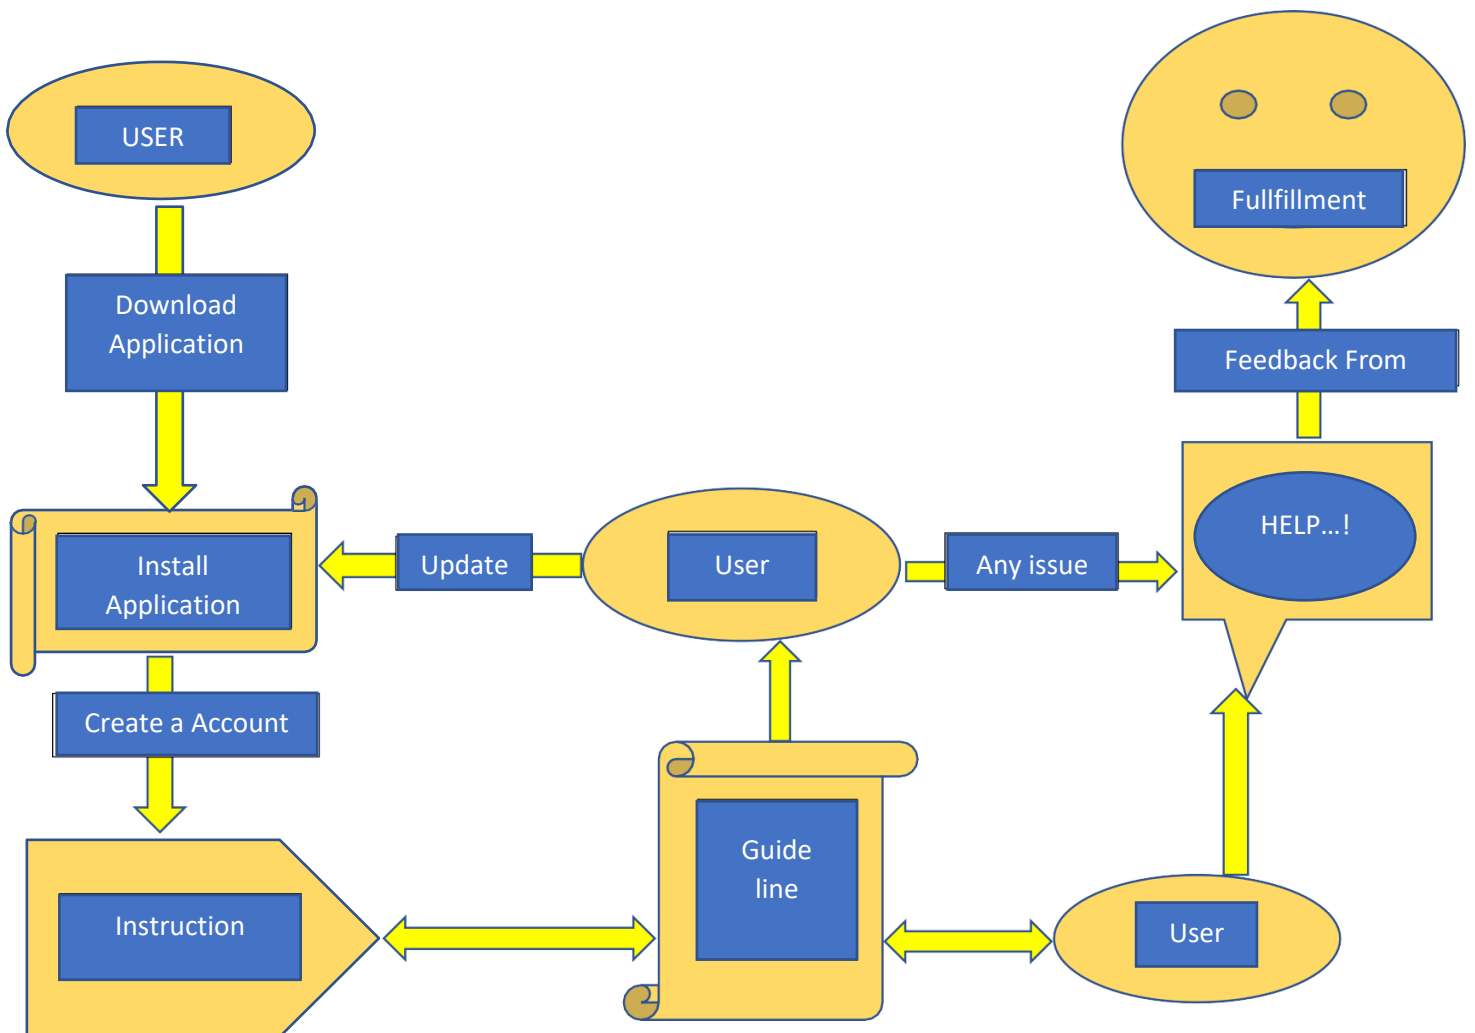 USER
Fullfillment
Download
Application
Feedback From
HELP...!
Install
Application
Update
User
Any issue
Create a Account
Guide
line
Instruction
User